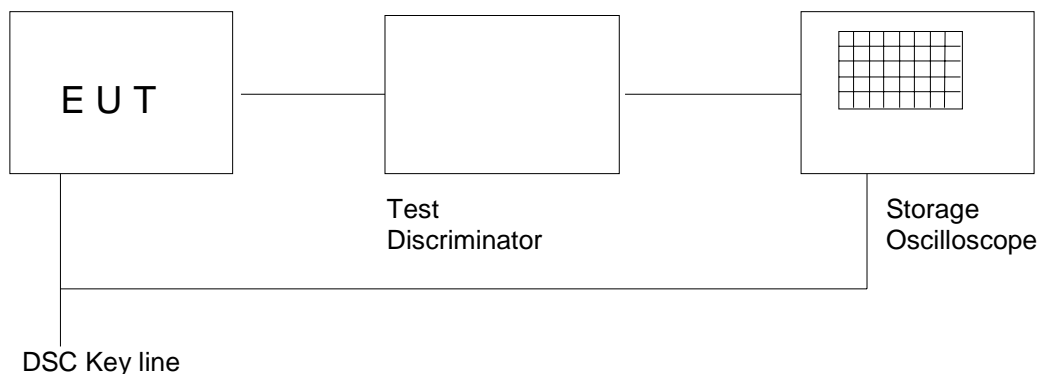 E U T
Test
Discriminator
Storage
Oscilloscope
DSC Key line